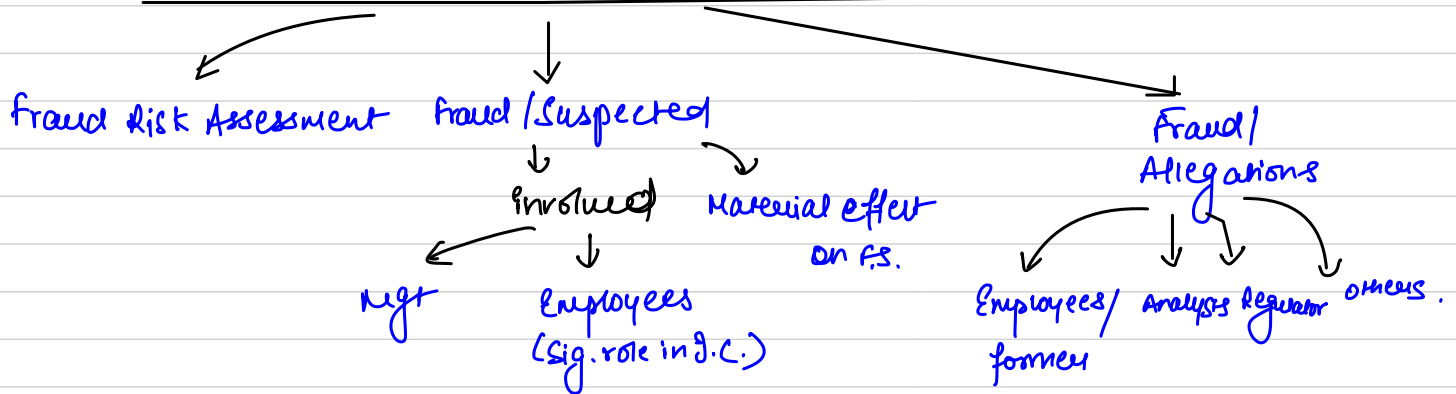 Fraud Risk Assessment Fraud/Suspected
Fraud/
Allegations
involved Material effect
on F.S.
Mgt Employees
(Sig. role in I.C.)
Employees/ Analysts Regulator others.
former